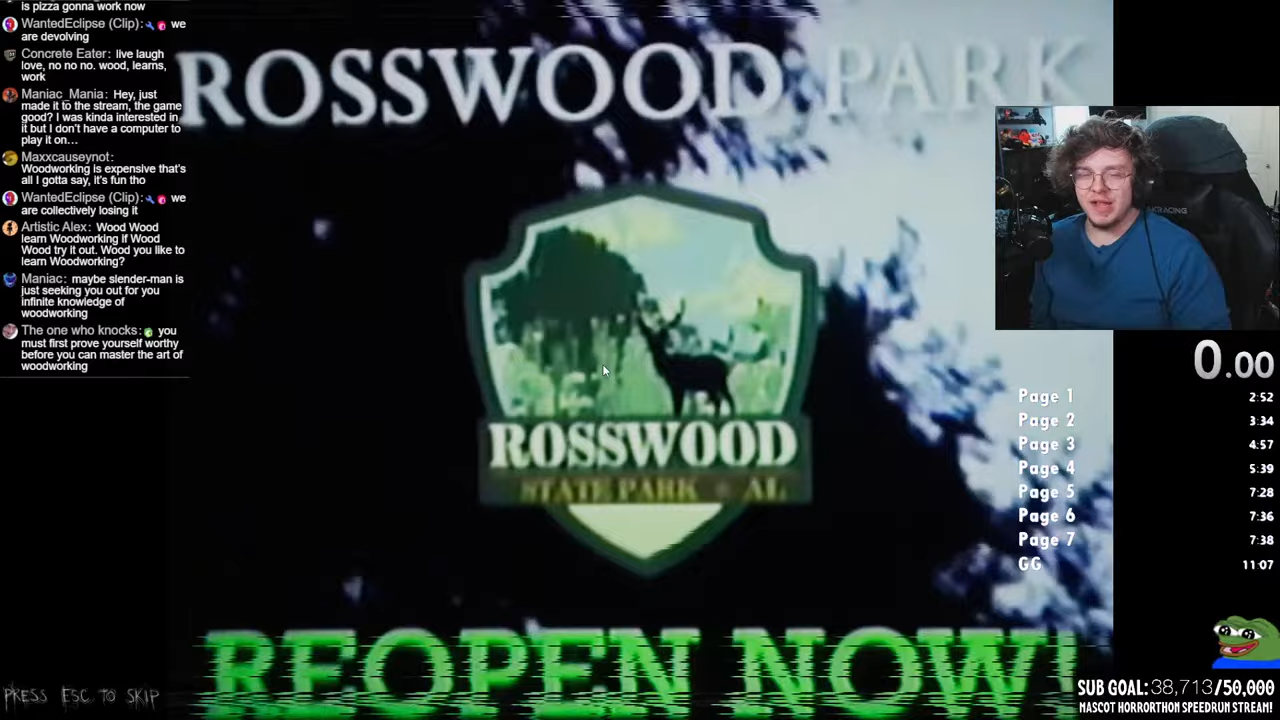 is pizza gonna work now
WantedEclipse (Clip): we
are devolving
Concrete Eater: live laugh
love, no no no. wood, learns,
work
Maniac_Mania: Hey, just
made it to the stream, the game
good? I was kinda interested in
it but I don't have a computer to
play it on...
Maxxcauseynot:
Woodworking is expensive that's
all I gotta say, it's fun tho
WantedEclipse (Clip): we
are collectively losing it
Artistic Alex: Wood Wood
learn Woodworking if Wood
Wood try it out. Wood you like to
learn Woodworking?
Maniac: maybe slender-man is
just seeking you out for you
infinite knowledge of
woodworking
The one who knocks: you
must first prove yourself worthy
before you can master the art of
woodworking
ROSSWOOD PARK
ROSSWOOD
STATE PARK AL
REOPEN NOW!
PRESS ESC TO SKIP
RACING
0.00
Page 1 2:52
Page 2 3:34
Page 3 4:57
Page 4 5:39
Page 5 7:28
Page 6 7:36
Page 7 7:38
GG 11:07
SUB GOAL: 38,713/50,000
MASCOT HORRORTHON SPEEDRUN STREAM!